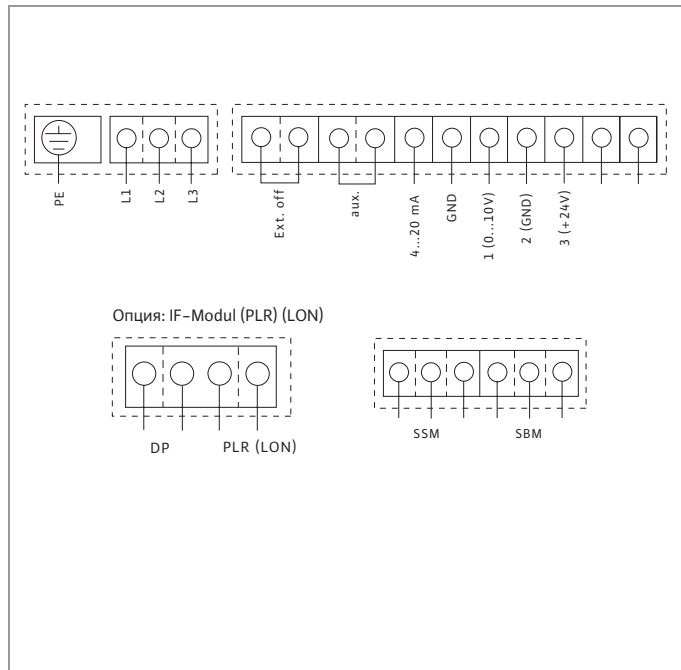 PE
L1
L2
L3
Ext. off
aux.
4...20 mA
GND
1 (0...10V)
2 (GND)
3 (+24V)
Опция: IF-Modul (PLR) (LON)
DP
PLR (LON)
SSM
SBM